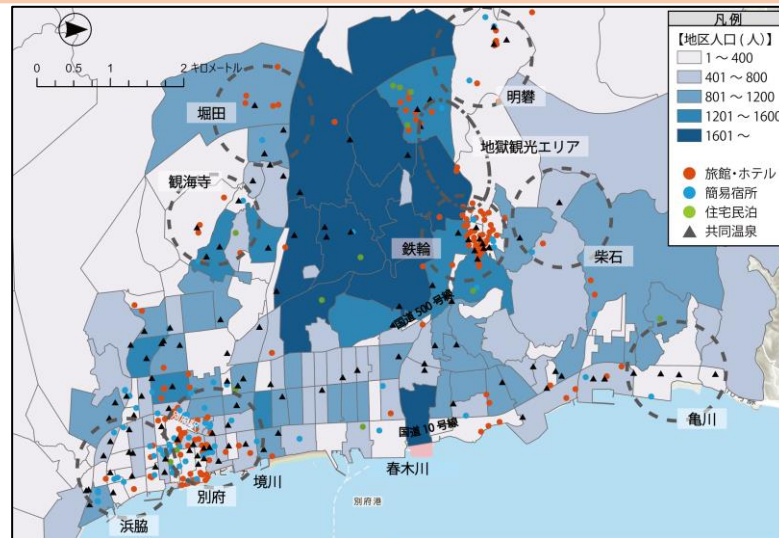 凡 例
【地区人口(人)】
1～400
401～800
801～1200
1201～1600
1601～
旅館・ホテル
簡易宿所
住宅民泊
共同温泉
0 0.5 1 2 キロメートル
明礬
堀田
地獄観光エリア
観海寺
鉄輪
柴石
国道500号線
亀川
国道10号線
境川
春木川
別府
浜脇
別府港